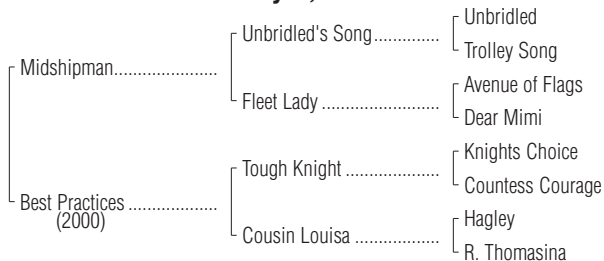 Unbridled
Unbridled's Song..............
Trolley Song
Midshipman......................
Avenue of Flags
Fleet Lady .........................
Dear Mimi
Knights Choice
Tough Knight ....................
Countess Courage
Best Practices ...................
(2000)
Hagley
Cousin Louisa ..................
R. Thomasina